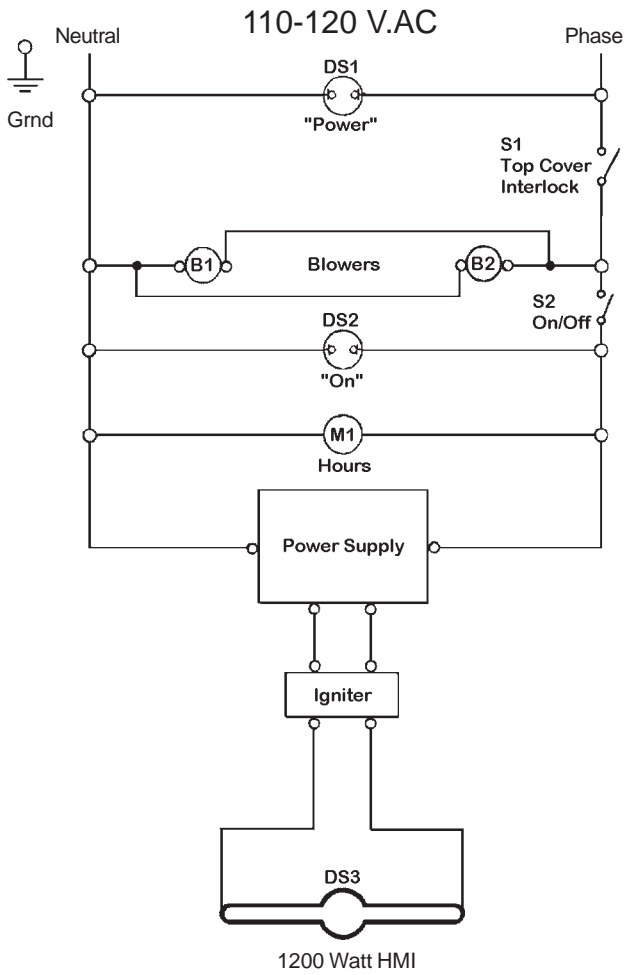 110-120 V.AC
Neutral
Phase
Grnd
DS1
"Power"
S1
Top Cover
Interlock
B1
Blowers
B2
S2
On/Off
DS2
"On"
M1
Hours
Power Supply
Igniter
DS3
1200 Watt HMI